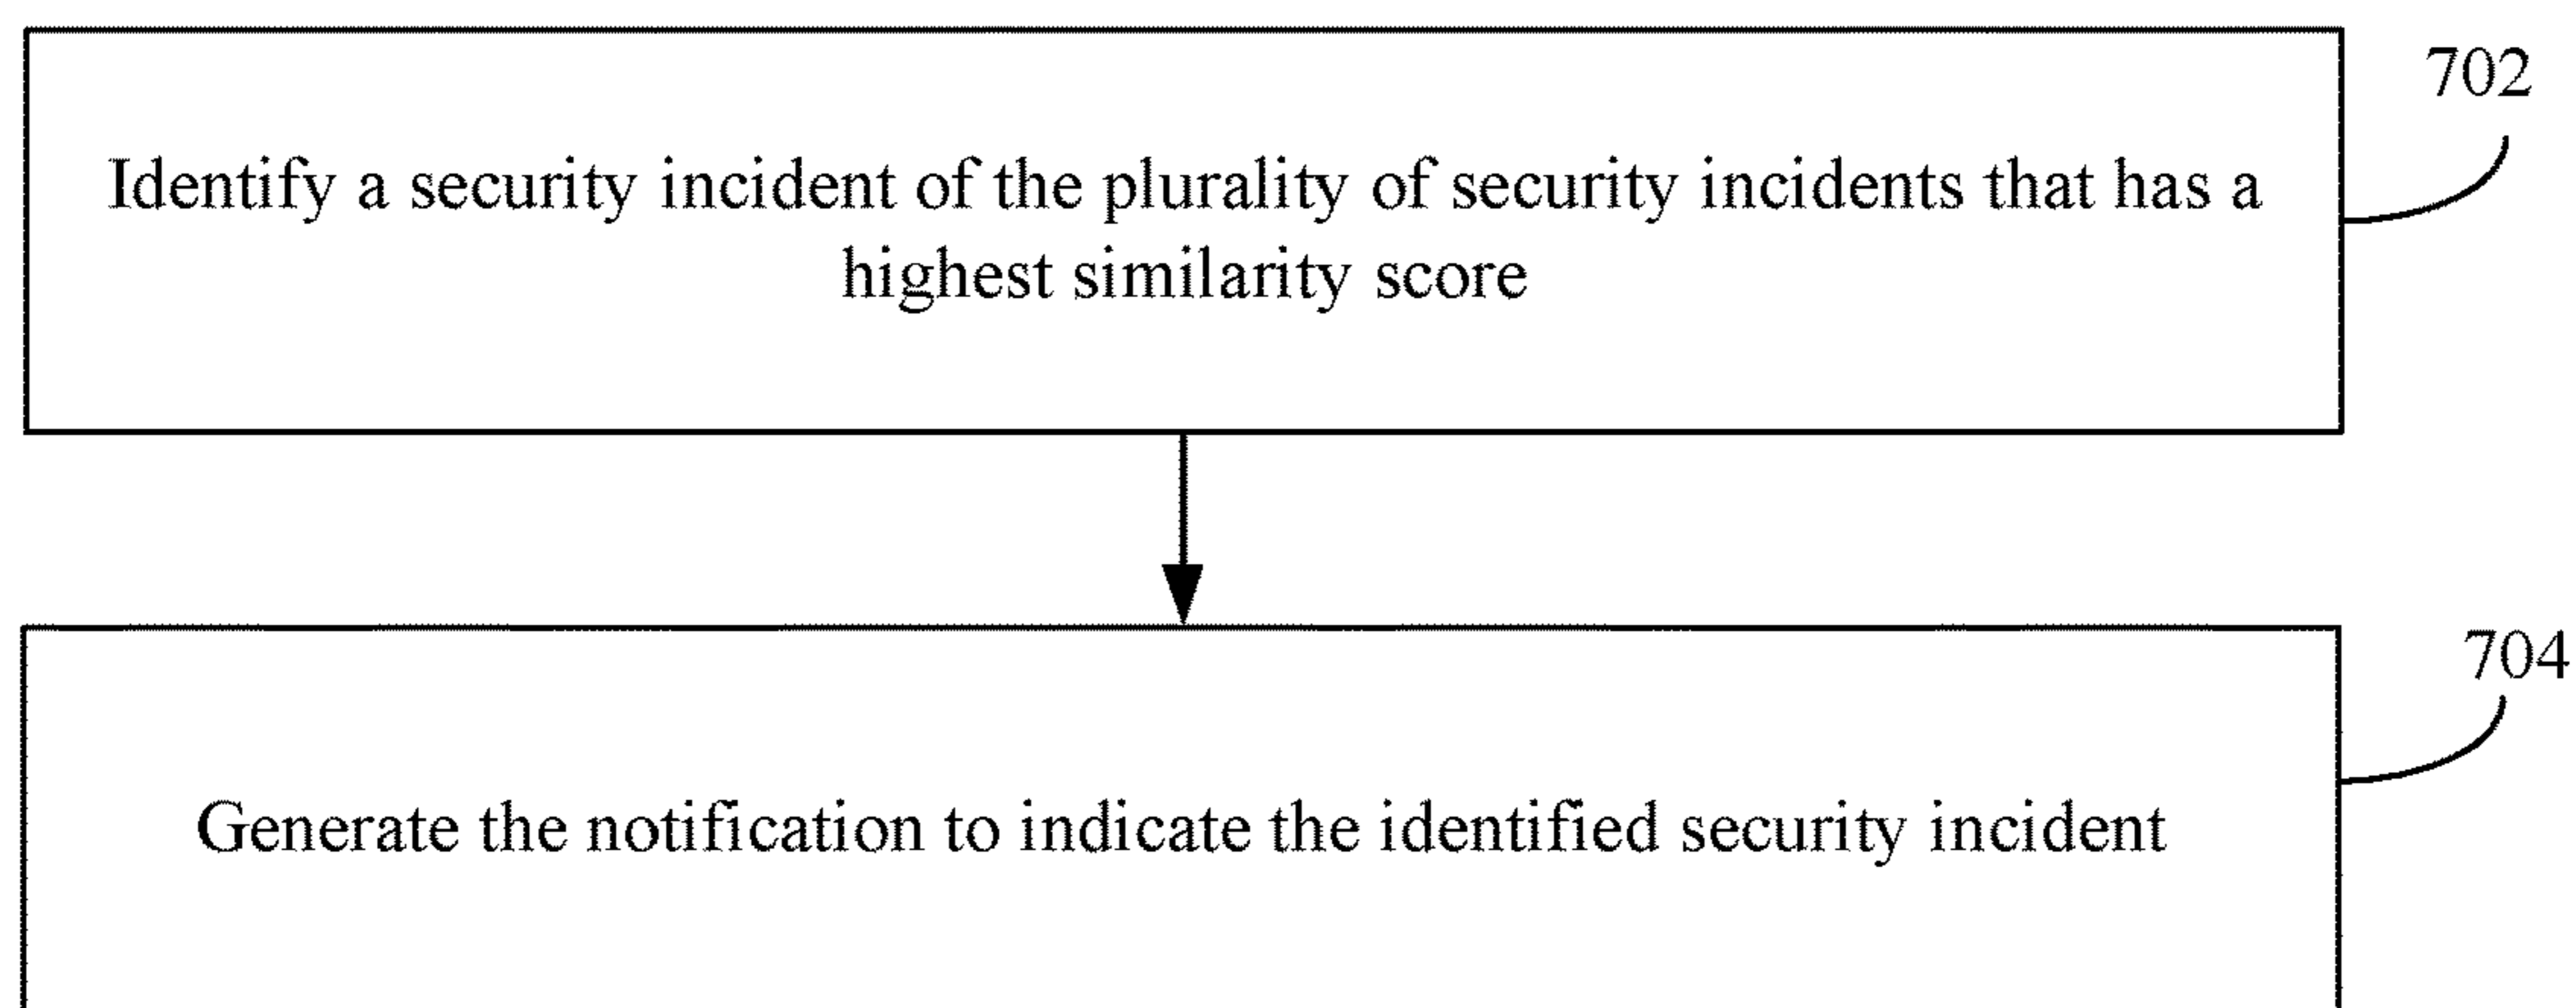 702
Identify a security incident of the plurality of security incidents that has a
highest similarity score
704
Generate the notification to indicate the identified security incident